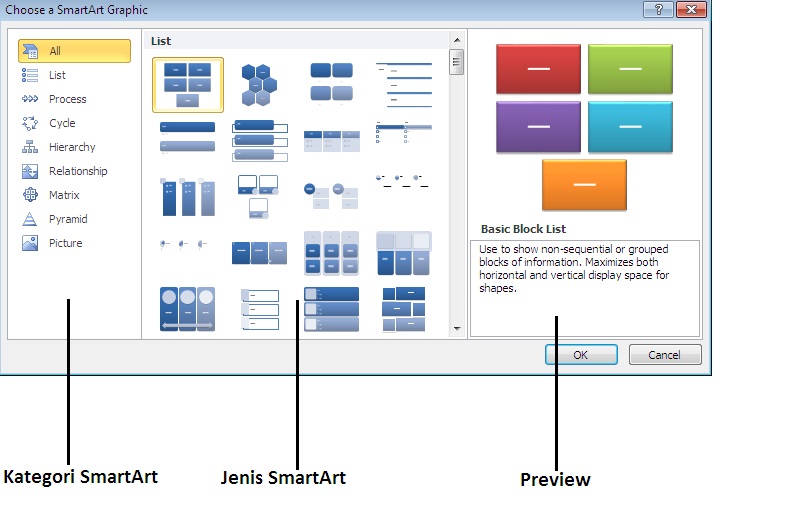 Choose a SmartArt Graphic
All
List
Process
Cycle
Hierarchy
Relationship
Matrix
Pyramid
Picture
List
Basic Block List
Use to show non-sequential or grouped
blocks of information. Maximizes both
horizontal and vertical display space for
shapes.
OK
Cancel
Kategori SmartArt
Jenis SmartArt
Preview